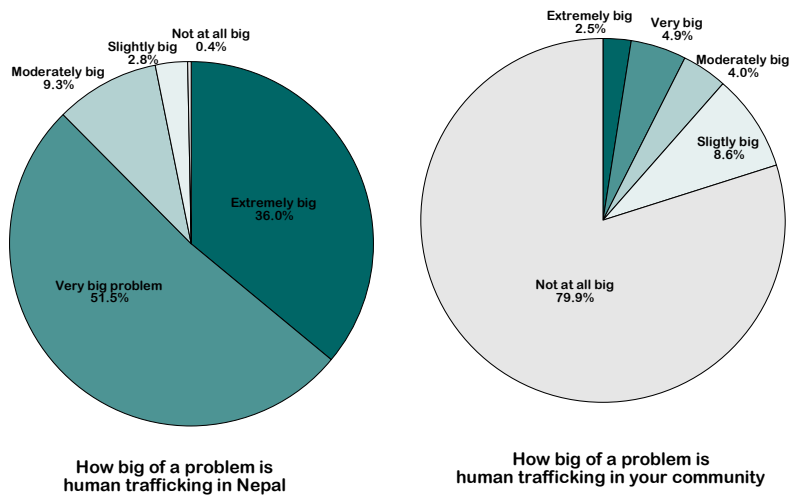 Not at all big
0.4%
Slightly big
2.8%
Moderately big
9.3%
Extremely big
36.0%
Very big problem
51.5%
How big of a problem is
human trafficking in Nepal
Extremely big
2.5%
Very big
4.9%
Moderately big
4.0%
Sligtly big
8.6%
Not at all big
79.9%
How big of a problem is
human trafficking in your community